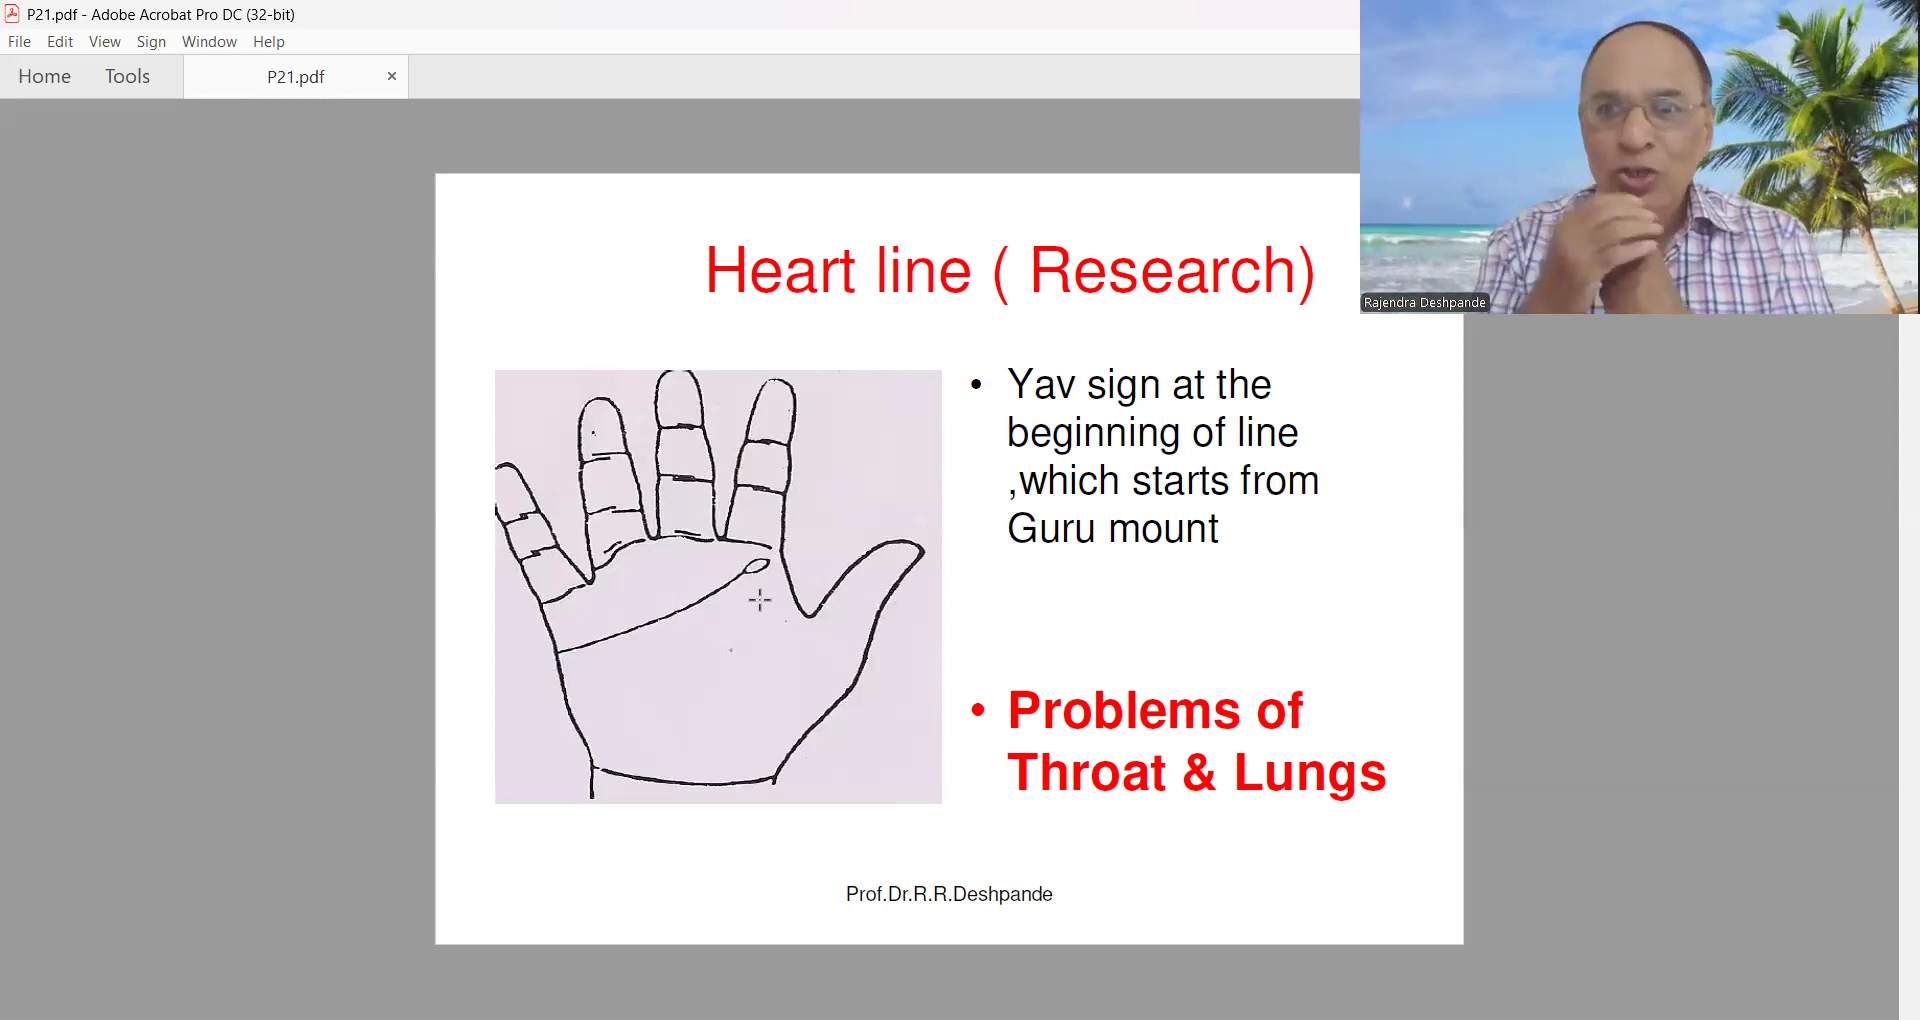 P21.pdf - Adobe Acrobat Pro DC (32-bit)
File Edit View Sign Window Help
Home Tools P21.pdf ×
Rajendra Deshpande
Heart line ( Research)
• Yav sign at the
beginning of line
,which starts from
Guru mount
• Problems of
Throat & Lungs
Prof.Dr.R.R.Deshpande